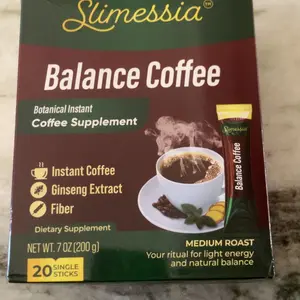 Slimessia™
Balance Coffee
Botanical Instant
Coffee Supplement
Instant Coffee
Ginseng Extract
Fiber
Dietary Supplement
NET WT. 7 OZ (200 g)
20 SINGLE
STICKS
Slimessia
Balance Coffee
MEDIUM ROAST
Your ritual for light energy
and natural balance